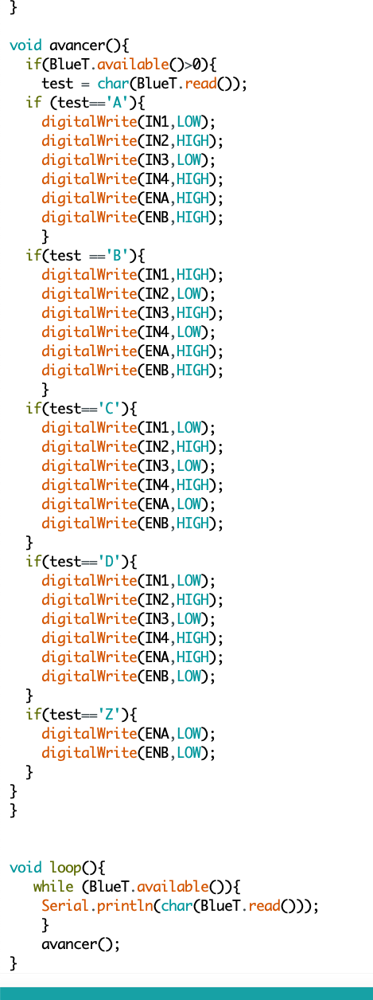 }
void avancer(){
if(BlueT.available()>0){
test = char(BlueT.read());
if (test=='A'){
digitalWrite(IN1,LOW);
digitalWrite(IN2,HIGH);
digitalWrite(IN3,LOW);
digitalWrite(IN4,HIGH);
digitalWrite(ENA,HIGH);
digitalWrite(ENB,HIGH);
}
if(test =='B'){
digitalWrite(IN1,HIGH);
digitalWrite(IN2,LOW);
digitalWrite(IN3,HIGH);
digitalWrite(IN4,LOW);
digitalWrite(ENA,HIGH);
digitalWrite(ENB,HIGH);
}
if(test=='C'){
digitalWrite(IN1,LOW);
digitalWrite(IN2,HIGH);
digitalWrite(IN3,LOW);
digitalWrite(IN4,HIGH);
digitalWrite(ENA,LOW);
digitalWrite(ENB,HIGH);
}
if(test=='D'){
digitalWrite(IN1,LOW);
digitalWrite(IN2,HIGH);
digitalWrite(IN3,LOW);
digitalWrite(IN4,HIGH);
digitalWrite(ENA,HIGH);
digitalWrite(ENB,LOW);
}
if(test=='Z'){
digitalWrite(ENA,LOW);
digitalWrite(ENB,LOW);
}
}
}
void loop(){
while (BlueT.available()){
Serial.println(char(BlueT.read()));
}
avancer();
}